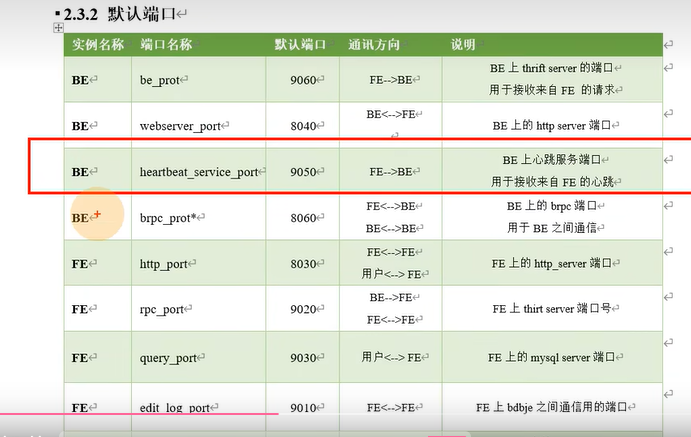 2.3.2 默认端口
实例名称 端口名称 默认端口 通讯方向 说明
BE be_prot 9060 FE-->BE BE 上 thrift server 的端口
用于接收来自 FE 的请求
BE webserver_port 8040 BE<-->FE BE 上的 http server 端口
BE heartbeat_service_port 9050 FE-->BE BE 上心跳服务端口
用于接收来自 FE 的心跳
BE brpc_prot* 8060 FE<-->BE BE 上的 brpc 端口
BE<-->BE 用于 BE 之间通信
FE http_port 8030 FE<-->FE FE 上的 http_server 端口
用户<--> FE
FE rpc_port 9020 BE-->FE FE 上 thirt server 端口号
FE<-->FE
FE query_port 9030 用户<--> FE FE 上的 mysql server 端口
FE edit_log_port 9010 FE<-->FE FE 上 bdbje 之间通信用的端口